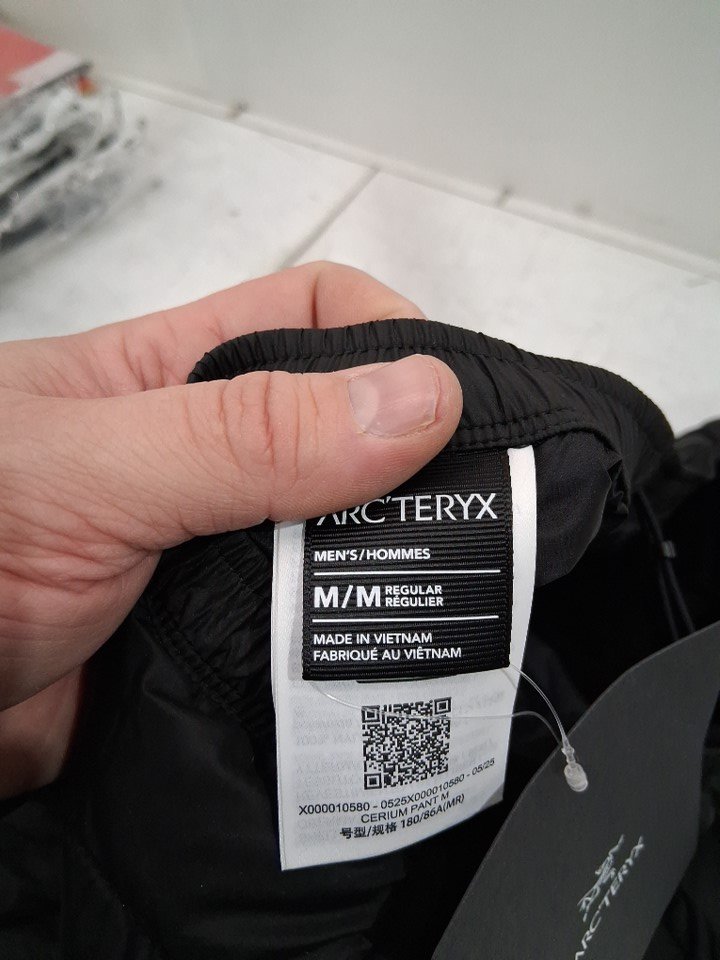 ARC'TERYX
MEN'S/HOMMES
M/M REGULAR
RÉGULIER
MADE IN VIETNAM
FABRIQUÉ AU VIÊTNAM
X000010580 - 0525X000010580 - 05/25
CERIUM PANT M
号型/规格 180/86A(MR)
ARC'TERYX